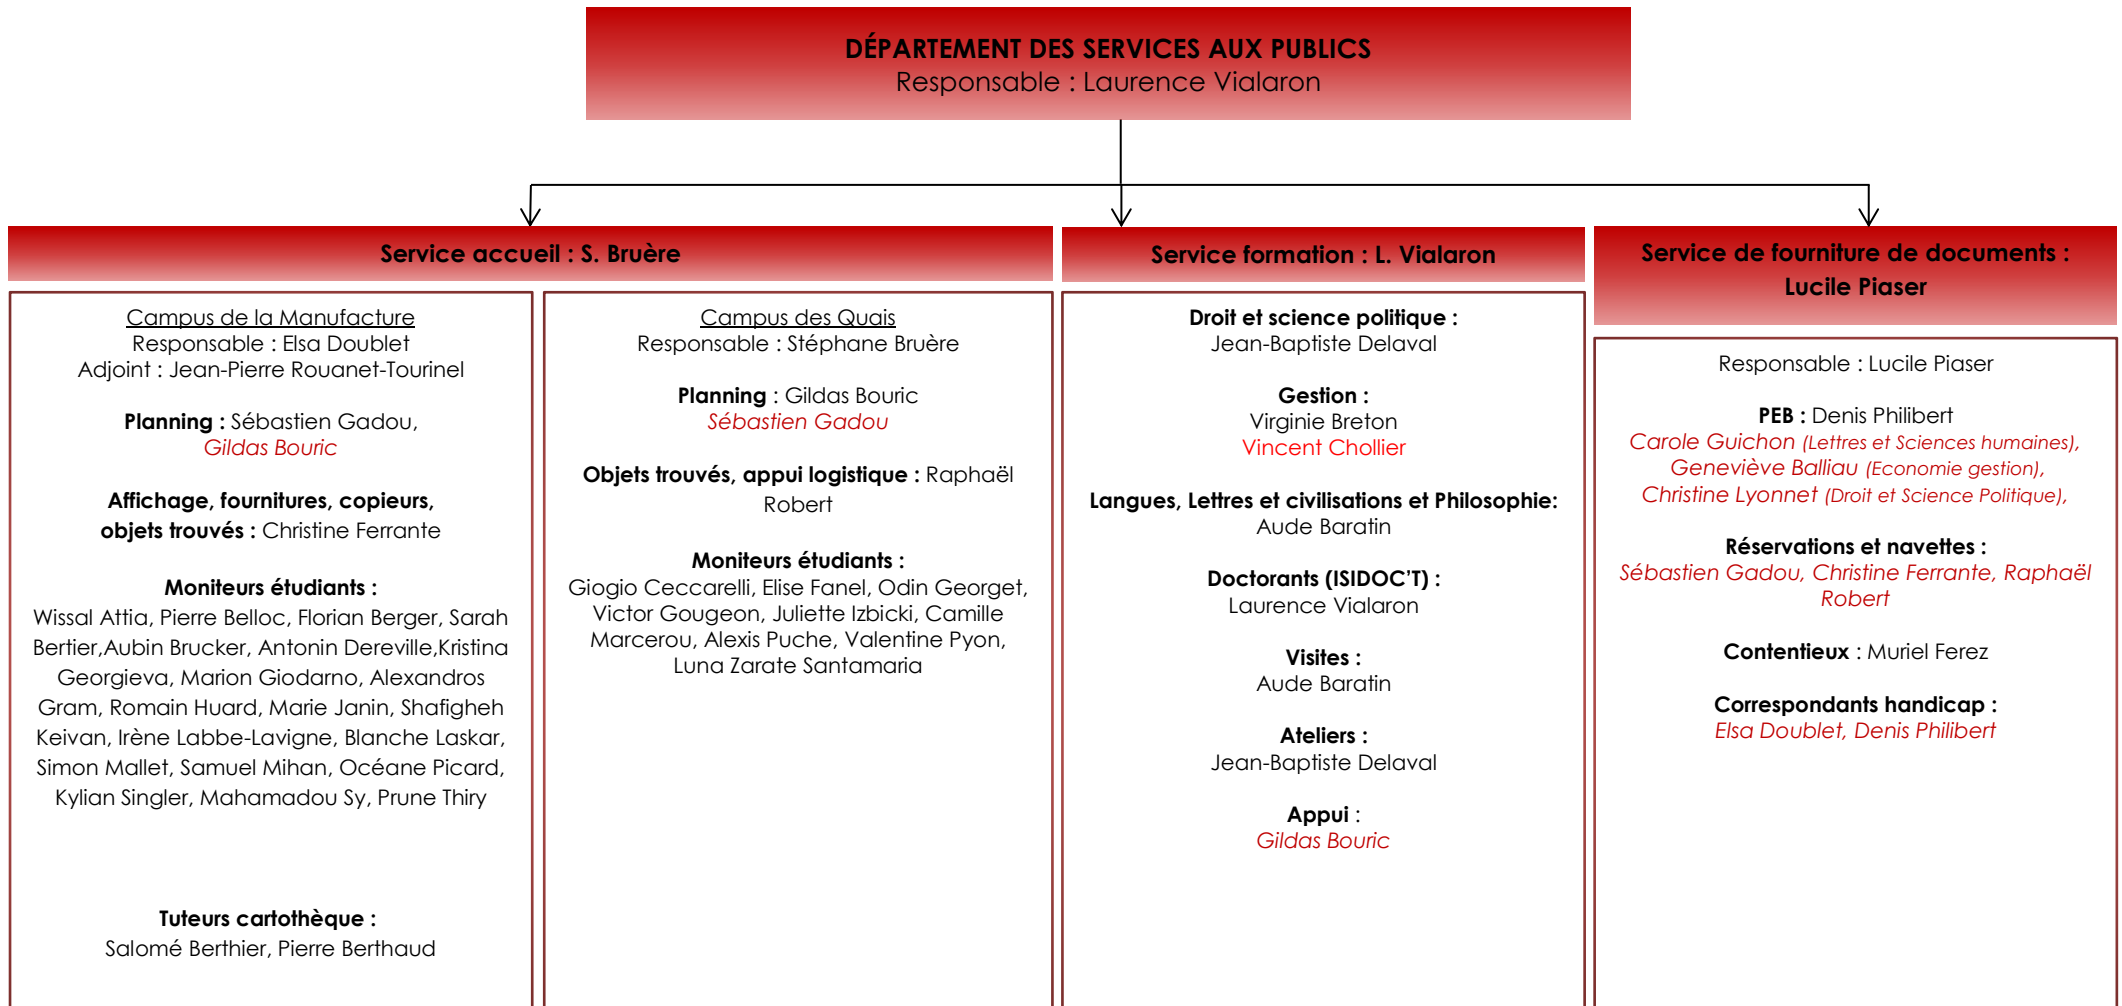 DÉPARTEMENT DES SERVICES AUX PUBLICS
Responsable : Laurence Vialaron
Service accueil : S. Bruère
Campus de la Manufacture
Responsable : Elsa Doublet
Adjoint : Jean-Pierre Rouanet-Tourinel
Planning : Sébastien Gadou,
Gildas Bouric
Affichage, fournitures, copieurs,
objets trouvés : Christine Ferrante
Moniteurs étudiants :
Wissal Attia, Pierre Belloc, Florian Berger, Sarah
Bertier,Aubin Brucker, Antonin Dereville,Kristina
Georgieva, Marion Giodarno, Alexandros
Gram, Romain Huard, Marie Janin, Shafigheh
Keivan, Irène Labbe-Lavigne, Blanche Laskar,
Simon Mallet, Samuel Mihan, Océane Picard,
Kylian Singler, Mahamadou Sy, Prune Thiry
Tuteurs cartothèque :
Salomé Berthier, Pierre Berthaud
Campus des Quais
Responsable : Stéphane Bruère
Planning : Gildas Bouric
Sébastien Gadou
Objets trouvés, appui logistique : Raphaël
Robert
Moniteurs étudiants :
Giogio Ceccarelli, Elise Fanel, Odin Georget,
Victor Gougeon, Juliette Izbicki, Camille
Marcerou, Alexis Puche, Valentine Pyon,
Luna Zarate Santamaria
Service formation : L. Vialaron
Droit et science politique :
Jean-Baptiste Delaval
Gestion :
Virginie Breton
Vincent Chollier
Langues, Lettres et civilisations et Philosophie:
Aude Baratin
Doctorants (ISIDOC’T) :
Laurence Vialaron
Visites :
Aude Baratin
Ateliers :
Jean-Baptiste Delaval
Appui :
Gildas Bouric
Service de fourniture de documents :
Lucile Piaser
Responsable : Lucile Piaser
PEB : Denis Philibert
Carole Guichon (Lettres et Sciences humaines),
Geneviève Balliau (Economie gestion),
Christine Lyonnet (Droit et Science Politique),
Réservations et navettes :
Sébastien Gadou, Christine Ferrante, Raphaël
Robert
Contentieux : Muriel Ferez
Correspondants handicap :
Elsa Doublet, Denis Philibert